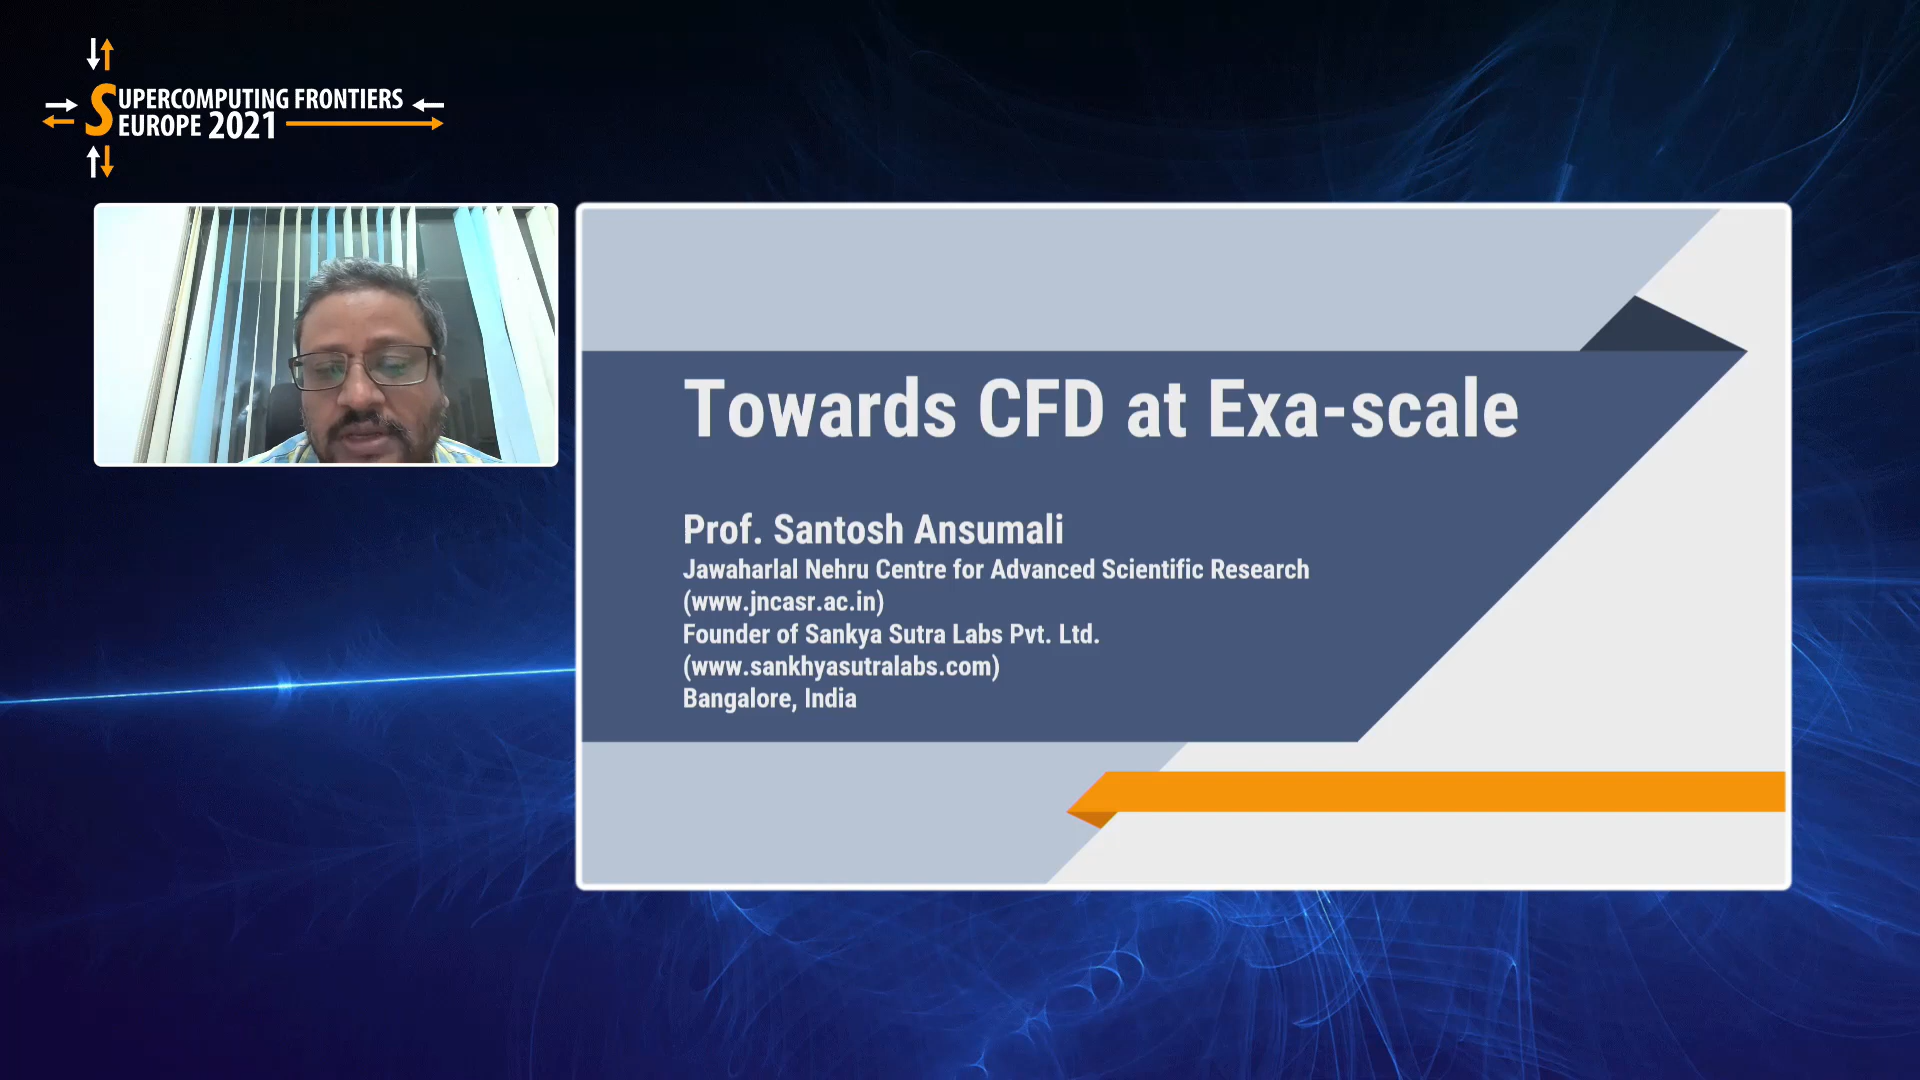 SUPERCOMPUTING FRONTIERS
EUROPE 2021
Towards CFD at Exa-scale
Prof. Santosh Ansumali
Jawaharlal Nehru Centre for Advanced Scientific Research
(www.jncasr.ac.in)
Founder of Sankya Sutra Labs Pvt. Ltd.
(www.sankhyasutralabs.com)
Bangalore, India